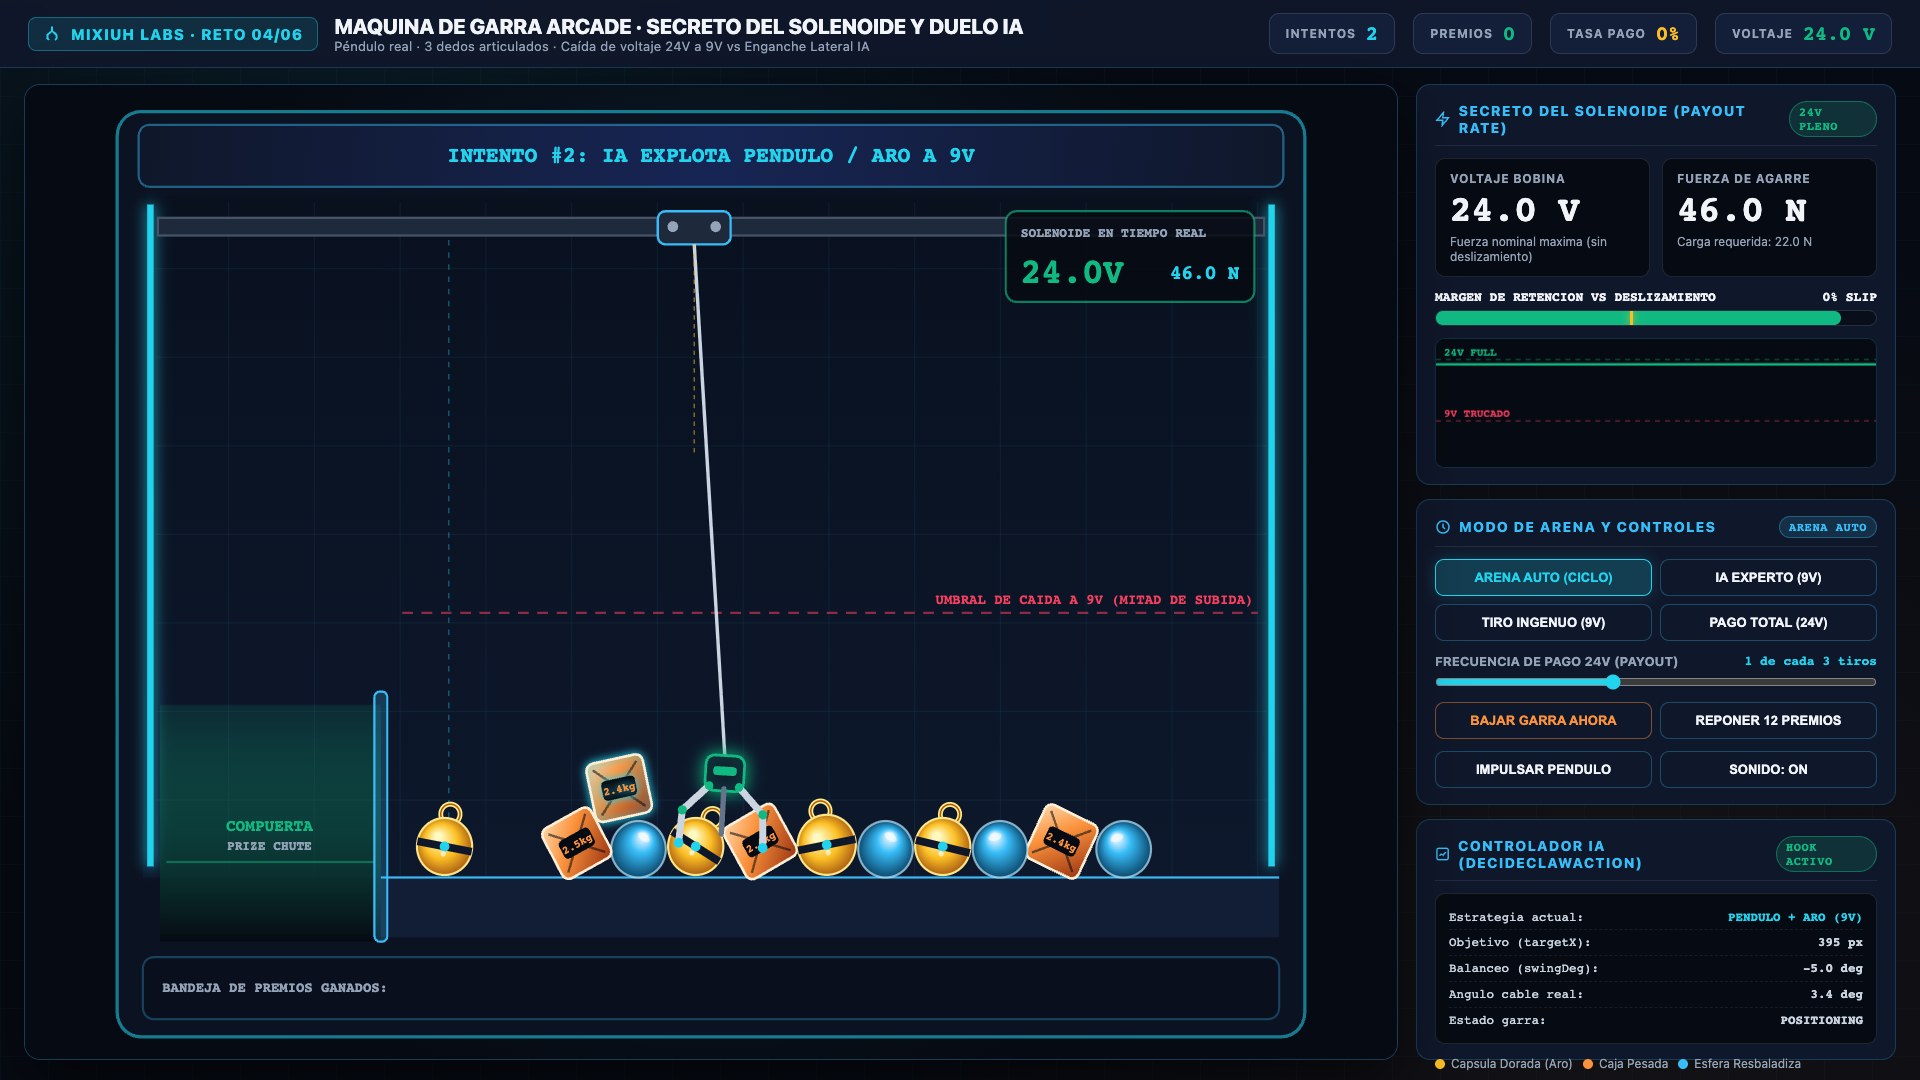 MIXIUH LABS · RETO 04/06
MAQUINA DE GARRA ARCADE · SECRETO DEL SOLENOIDE Y DUELO IA
Péndulo real · 3 dedos articulados · Caída de voltaje 24V a 9V vs Enganche Lateral IA
INTENTOS 2
PREMIOS 0
TASA PAGO 0%
VOLTAJE 24.0 V
INTENTO #2: IA EXPLOTA PENDULO / ARO A 9V
SOLENOIDE EN TIEMPO REAL
24.0V 46.0 N
UMBRAL DE CAIDA A 9V (MITAD DE SUBIDA)
2.4kg
2.5kg
2.4kg
COMPUERTA
PRIZE CHUTE
BANDEJA DE PREMIOS GANADOS:
SECRETO DEL SOLENOIDE (PAYOUT
RATE)
24V
PLENO
VOLTAJE BOBINA
24.0 V
Fuerza nominal maxima (sin
deslizamiento)
FUERZA DE AGARRE
46.0 N
Carga requerida: 22.0 N
MARGEN DE RETENCION VS DESLIZAMIENTO 0% SLIP
24V FULL
9V TRUCADO
MODO DE ARENA Y CONTROLES
ARENA AUTO
ARENA AUTO (CICLO)
IA EXPERTO (9V)
TIRO INGENUO (9V)
PAGO TOTAL (24V)
FRECUENCIA DE PAGO 24V (PAYOUT) 1 de cada 3 tiros
BAJAR GARRA AHORA
REPONER 12 PREMIOS
IMPULSAR PENDULO
SONIDO: ON
CONTROLADOR IA
(DECIDECLAWACTION)
HOOK
ACTIVO
Estrategia actual: PENDULO + ARO (9V)
Objetivo (targetX): 395 px
Balanceo (swingDeg): -5.0 deg
Angulo cable real: 3.4 deg
Estado garra: POSITIONING
Capsula Dorada (Aro) Caja Pesada Esfera Resbaladiza